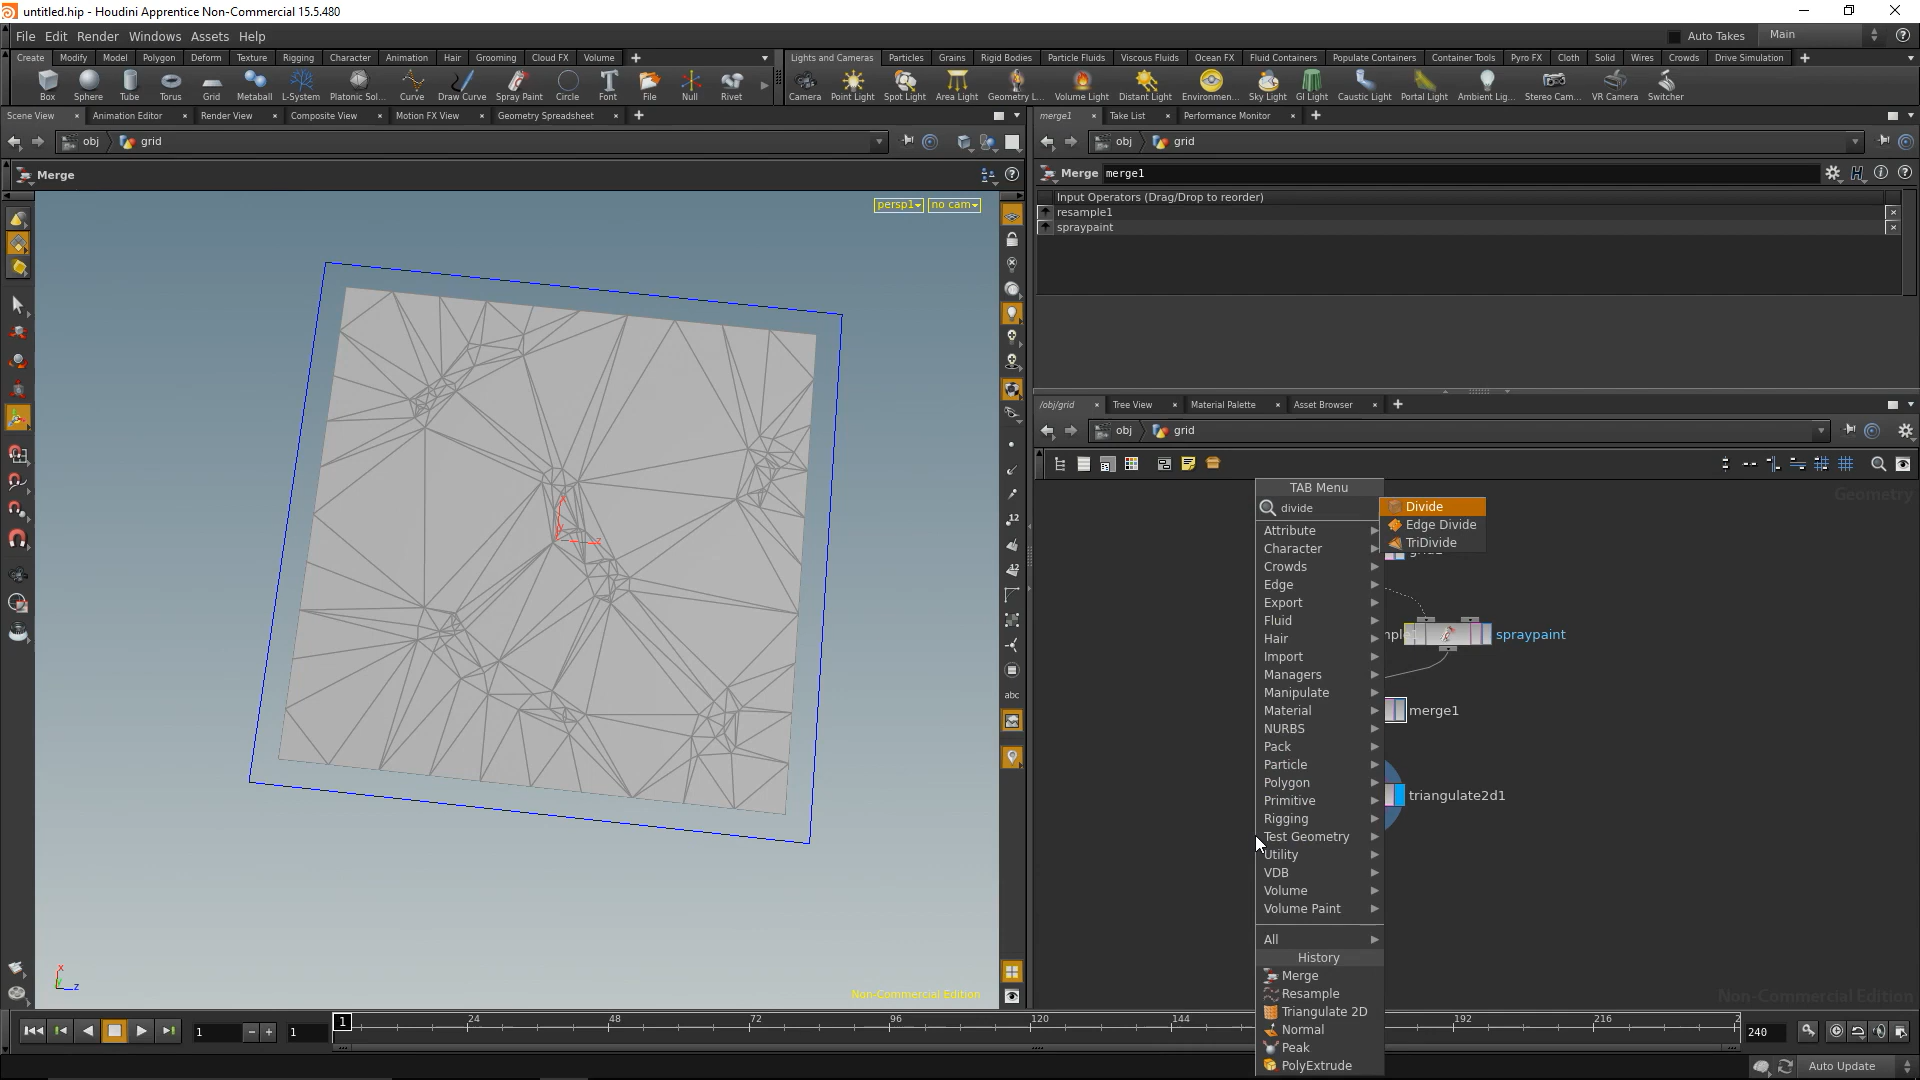 untitled.hip - Houdini Apprentice Non-Commercial 15.5.480
File Edit Render Windows Assets Help
Auto Takes Main
Create Modify Model Polygon Deform Texture Rigging Character Animation Hair Grooming Cloud FX Volume
Lights and Cameras Particles Grains Rigid Bodies Particle Fluids Viscous Fluids Ocean FX Fluid Containers Populate Containers Container Tools Pyro FX Cloth Solid Wires Crowds Drive Simulation
Box Sphere Tube Torus Grid Metaball L-System Platonic Sol... Curve Draw Curve Spray Paint Circle Font File Null Rivet
Camera Point Light Spot Light Area Light Geometry L... Volume Light Distant Light Environmen... Sky Light GI Light Caustic Light Portal Light Ambient Lig... Stereo Cam... VR Camera Switcher
Scene View Animation Editor Render View Composite View Motion FX View Geometry Spreadsheet
merge1 Take List Performance Monitor
obj grid
obj grid
Merge
Merge merge1
Input Operators (Drag/Drop to reorder)
resample1
spraypaint
persp1 no cam
/obj/grid Tree View Material Palette Asset Browser
obj grid
Geometry
TAB Menu
divide
Divide
Edge Divide
TriDivide
Attribute
Character
Crowds
Edge
Export
Fluid
Hair
Import
Managers
Manipulate
Material
NURBS
Pack
Particle
Polygon
Primitive
Rigging
Test Geometry
Utility
VDB
Volume
Volume Paint
All
History
Merge
Resample
Triangulate 2D
Normal
Peak
PolyExtrude
spraypaint
merge1
triangulate2d1
12
12
abc
x
z
x
z
Non-Commercial Edition
Non-Commercial Edition
1 1 1 24 48 72 96 120 144 192 216 2 240
Auto Update